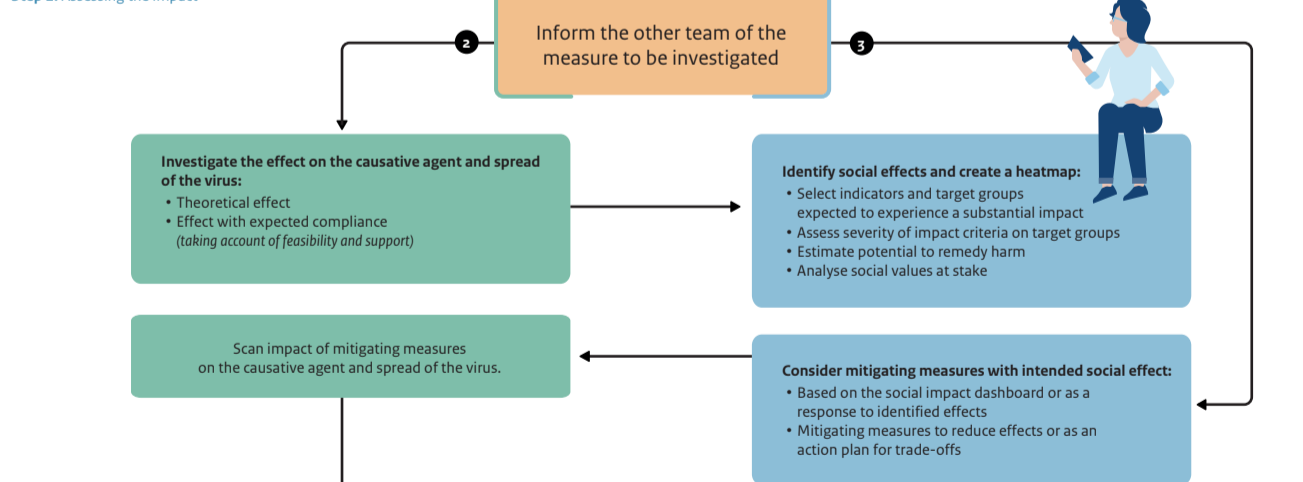 Step 2: Assessing the impact
Inform the other team of the
measure to be investigated
2
3
Investigate the effect on the causative agent and spread
of the virus:
• Theoretical effect
• Effect with expected compliance
(taking account of feasibility and support)
Identify social effects and create a heatmap:
• Select indicators and target groups
expected to experience a substantial impact
• Assess severity of impact criteria on target groups
• Estimate potential to remedy harm
• Analyse social values at stake
Scan impact of mitigating measures
on the causative agent and spread of the virus.
Consider mitigating measures with intended social effect:
• Based on the social impact dashboard or as a
response to identified effects
• Mitigating measures to reduce effects or as an
action plan for trade-offs